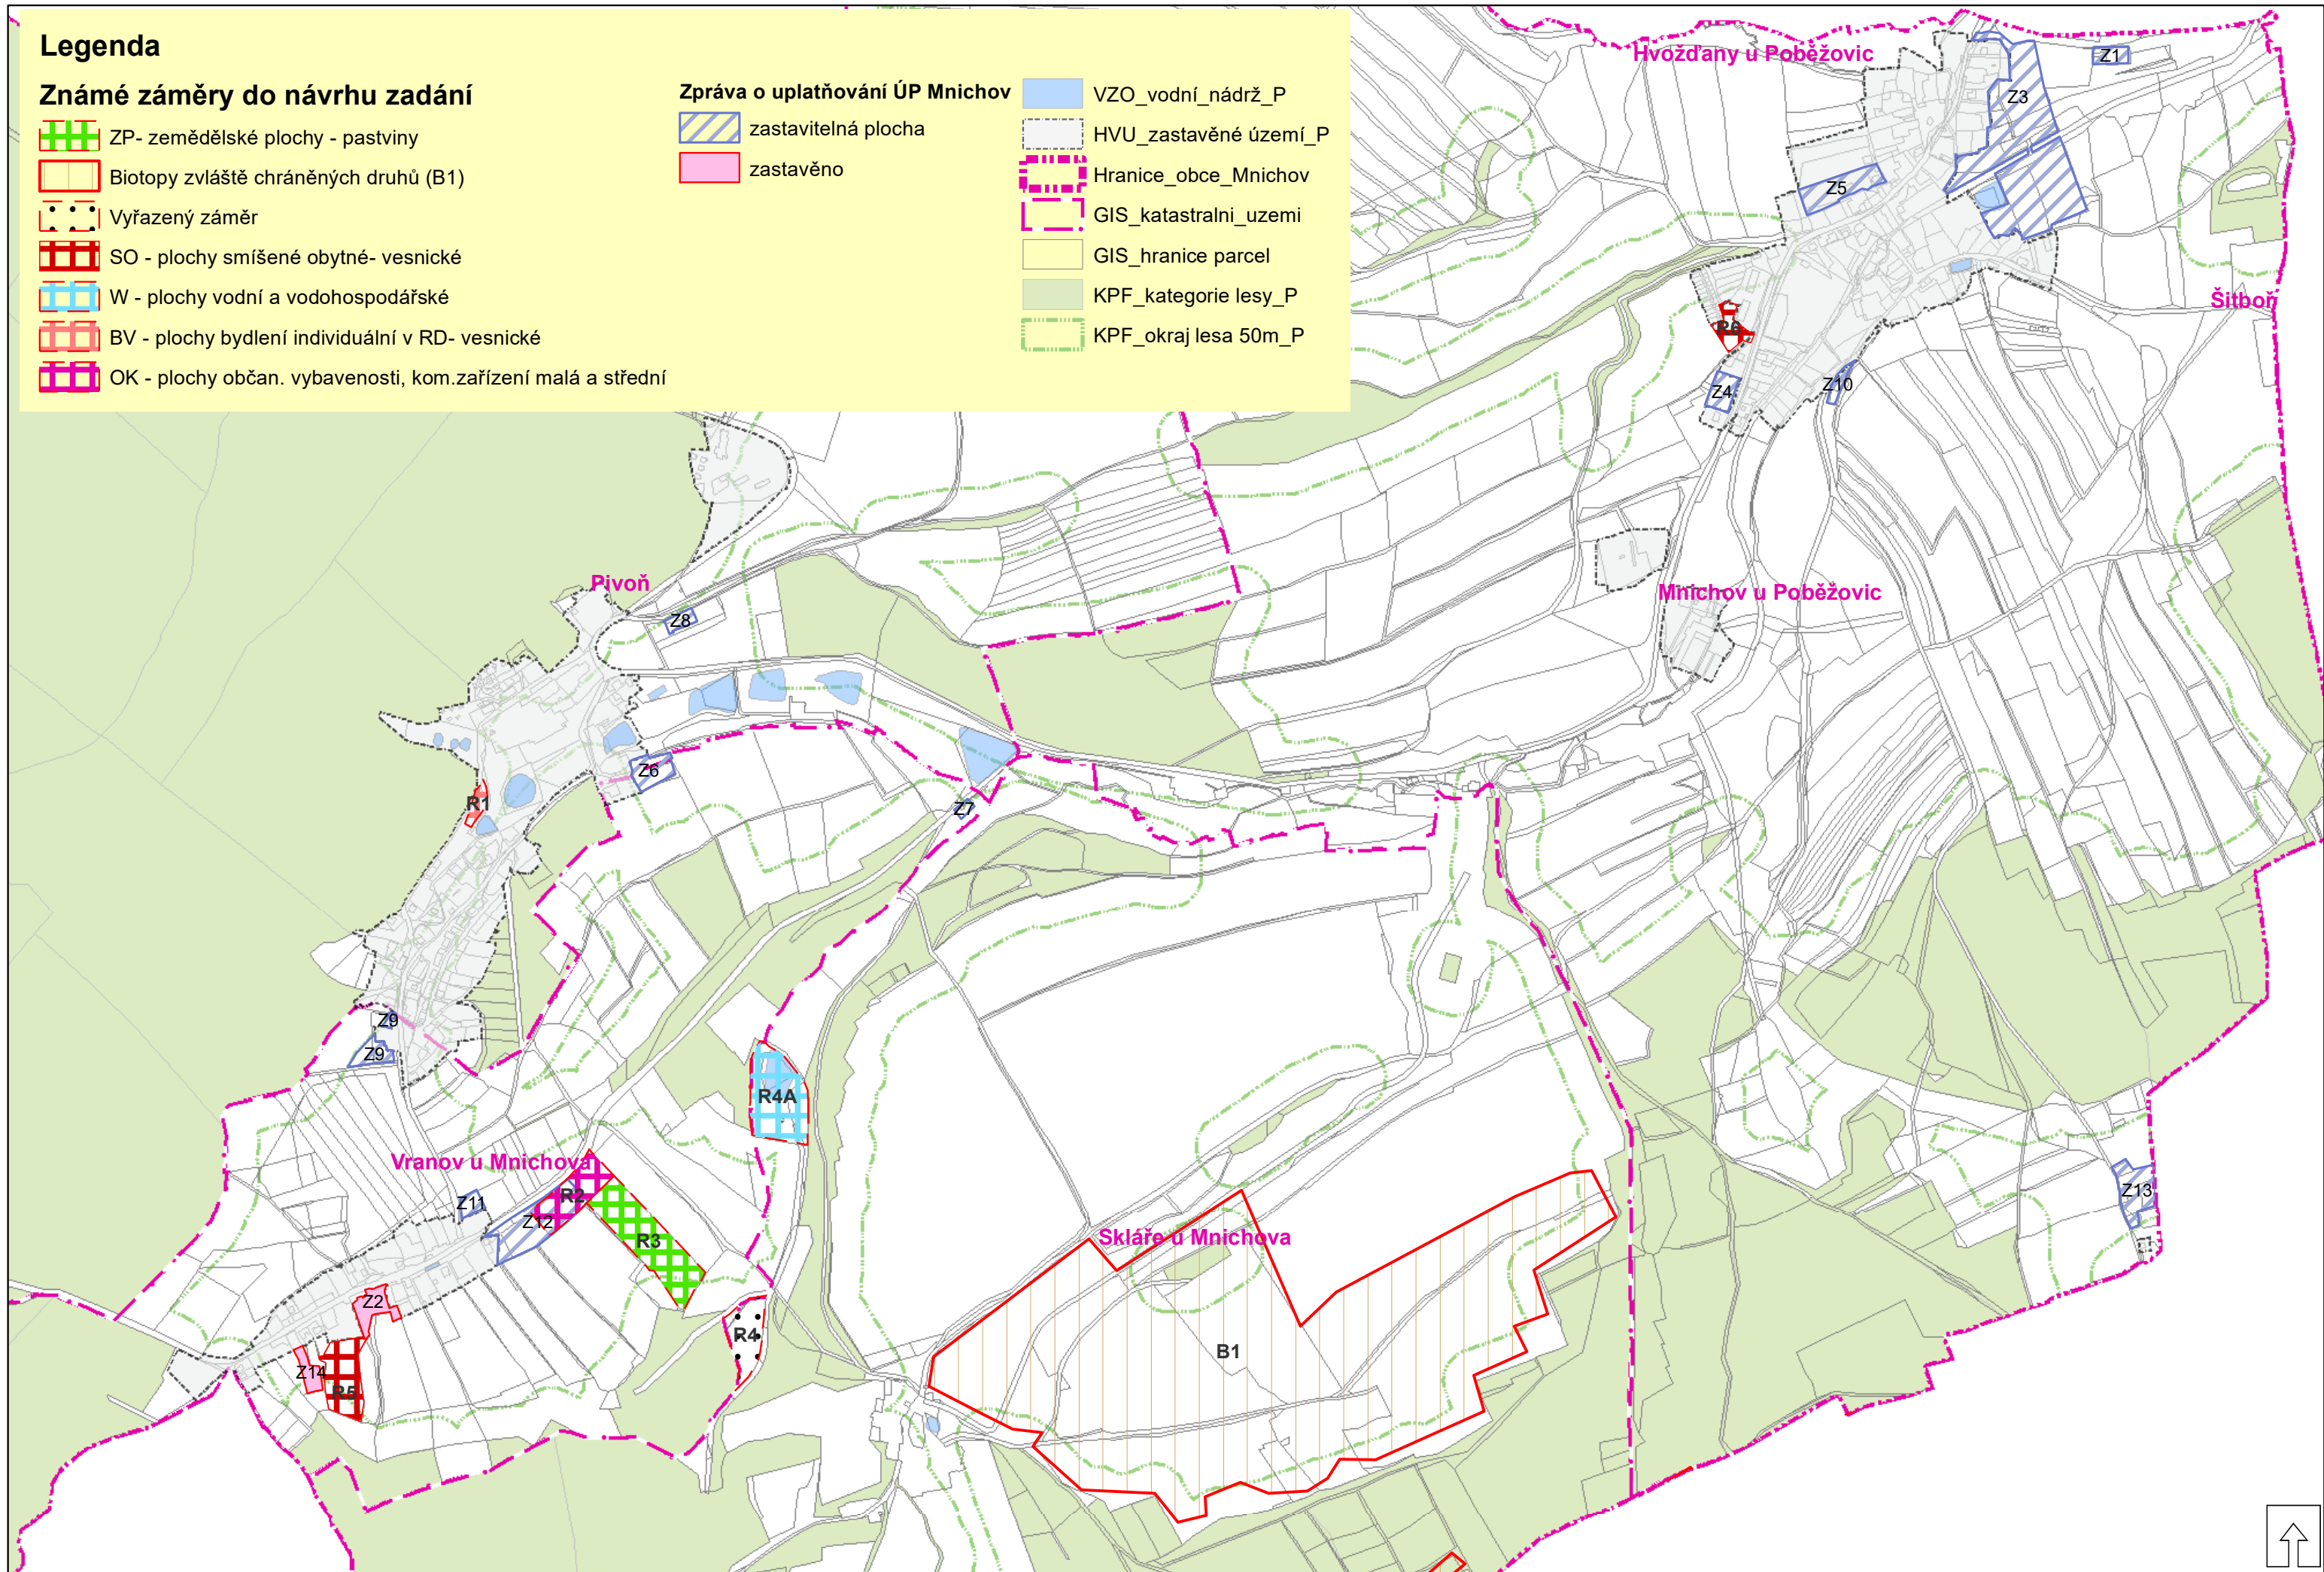 Legenda
Známé záměry do návrhu zadání
ZP- zemědělské plochy - pastviny
Biotopy zvláště chráněných druhů (B1)
Vyřazený záměr
SO - plochy smíšené obytné- vesnické
W - plochy vodní a vodohospodářské
BV - plochy bydlení individuální v RD- vesnické
OK - plochy občan. vybavenosti, kom.zařízení malá a střední
Zpráva o uplatňování ÚP Mnichov
zastavitelná plocha
zastavěno
VZO_vodní_nádrž_P
HVU_zastavěné území_P
Hranice_obce_Mnichov
GIS_katastralni_uzemi
GIS_hranice parcel
KPF_kategorie lesy_P
KPF_okraj lesa 50m_P
Hvožďany u Poběžovic
Z1
Z3
Z5
Šitboř
R6
Z4
Z10
Pivoň
Mnichov u Poběžovic
Z8
Z6
R1
Z7
Z9
Z9
R4A
Vranov u Mnichova
R2
Z11
Z12
R3
Z13
Skláře u Mnichova
Z2
R4
B1
Z14
R5